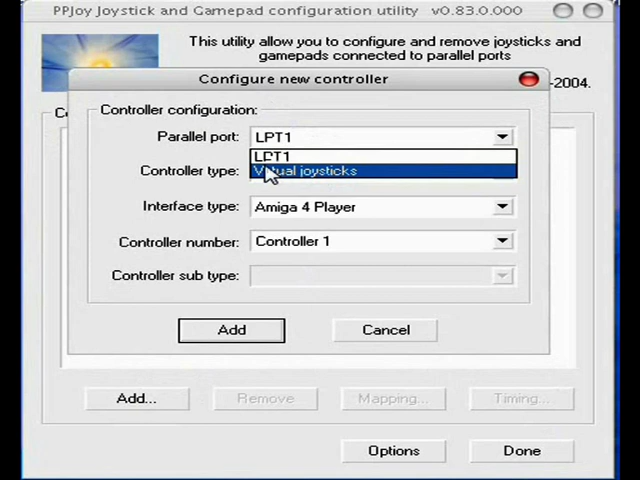 PPJoy Joystick and Gamepad configuration utility v0.83.0.000
This utility allow you to configure and remove joysticks and
gamepads connected to parallel ports
-2004.
Configure new controller
Controller configuration:
Parallel port: LPT1
LPT1
Controller type: Virtual joysticks
Interface type: Amiga 4 Player
Controller number: Controller 1
Controller sub type:
Add Cancel
Add... Remove Mapping... Timing...
Options Done